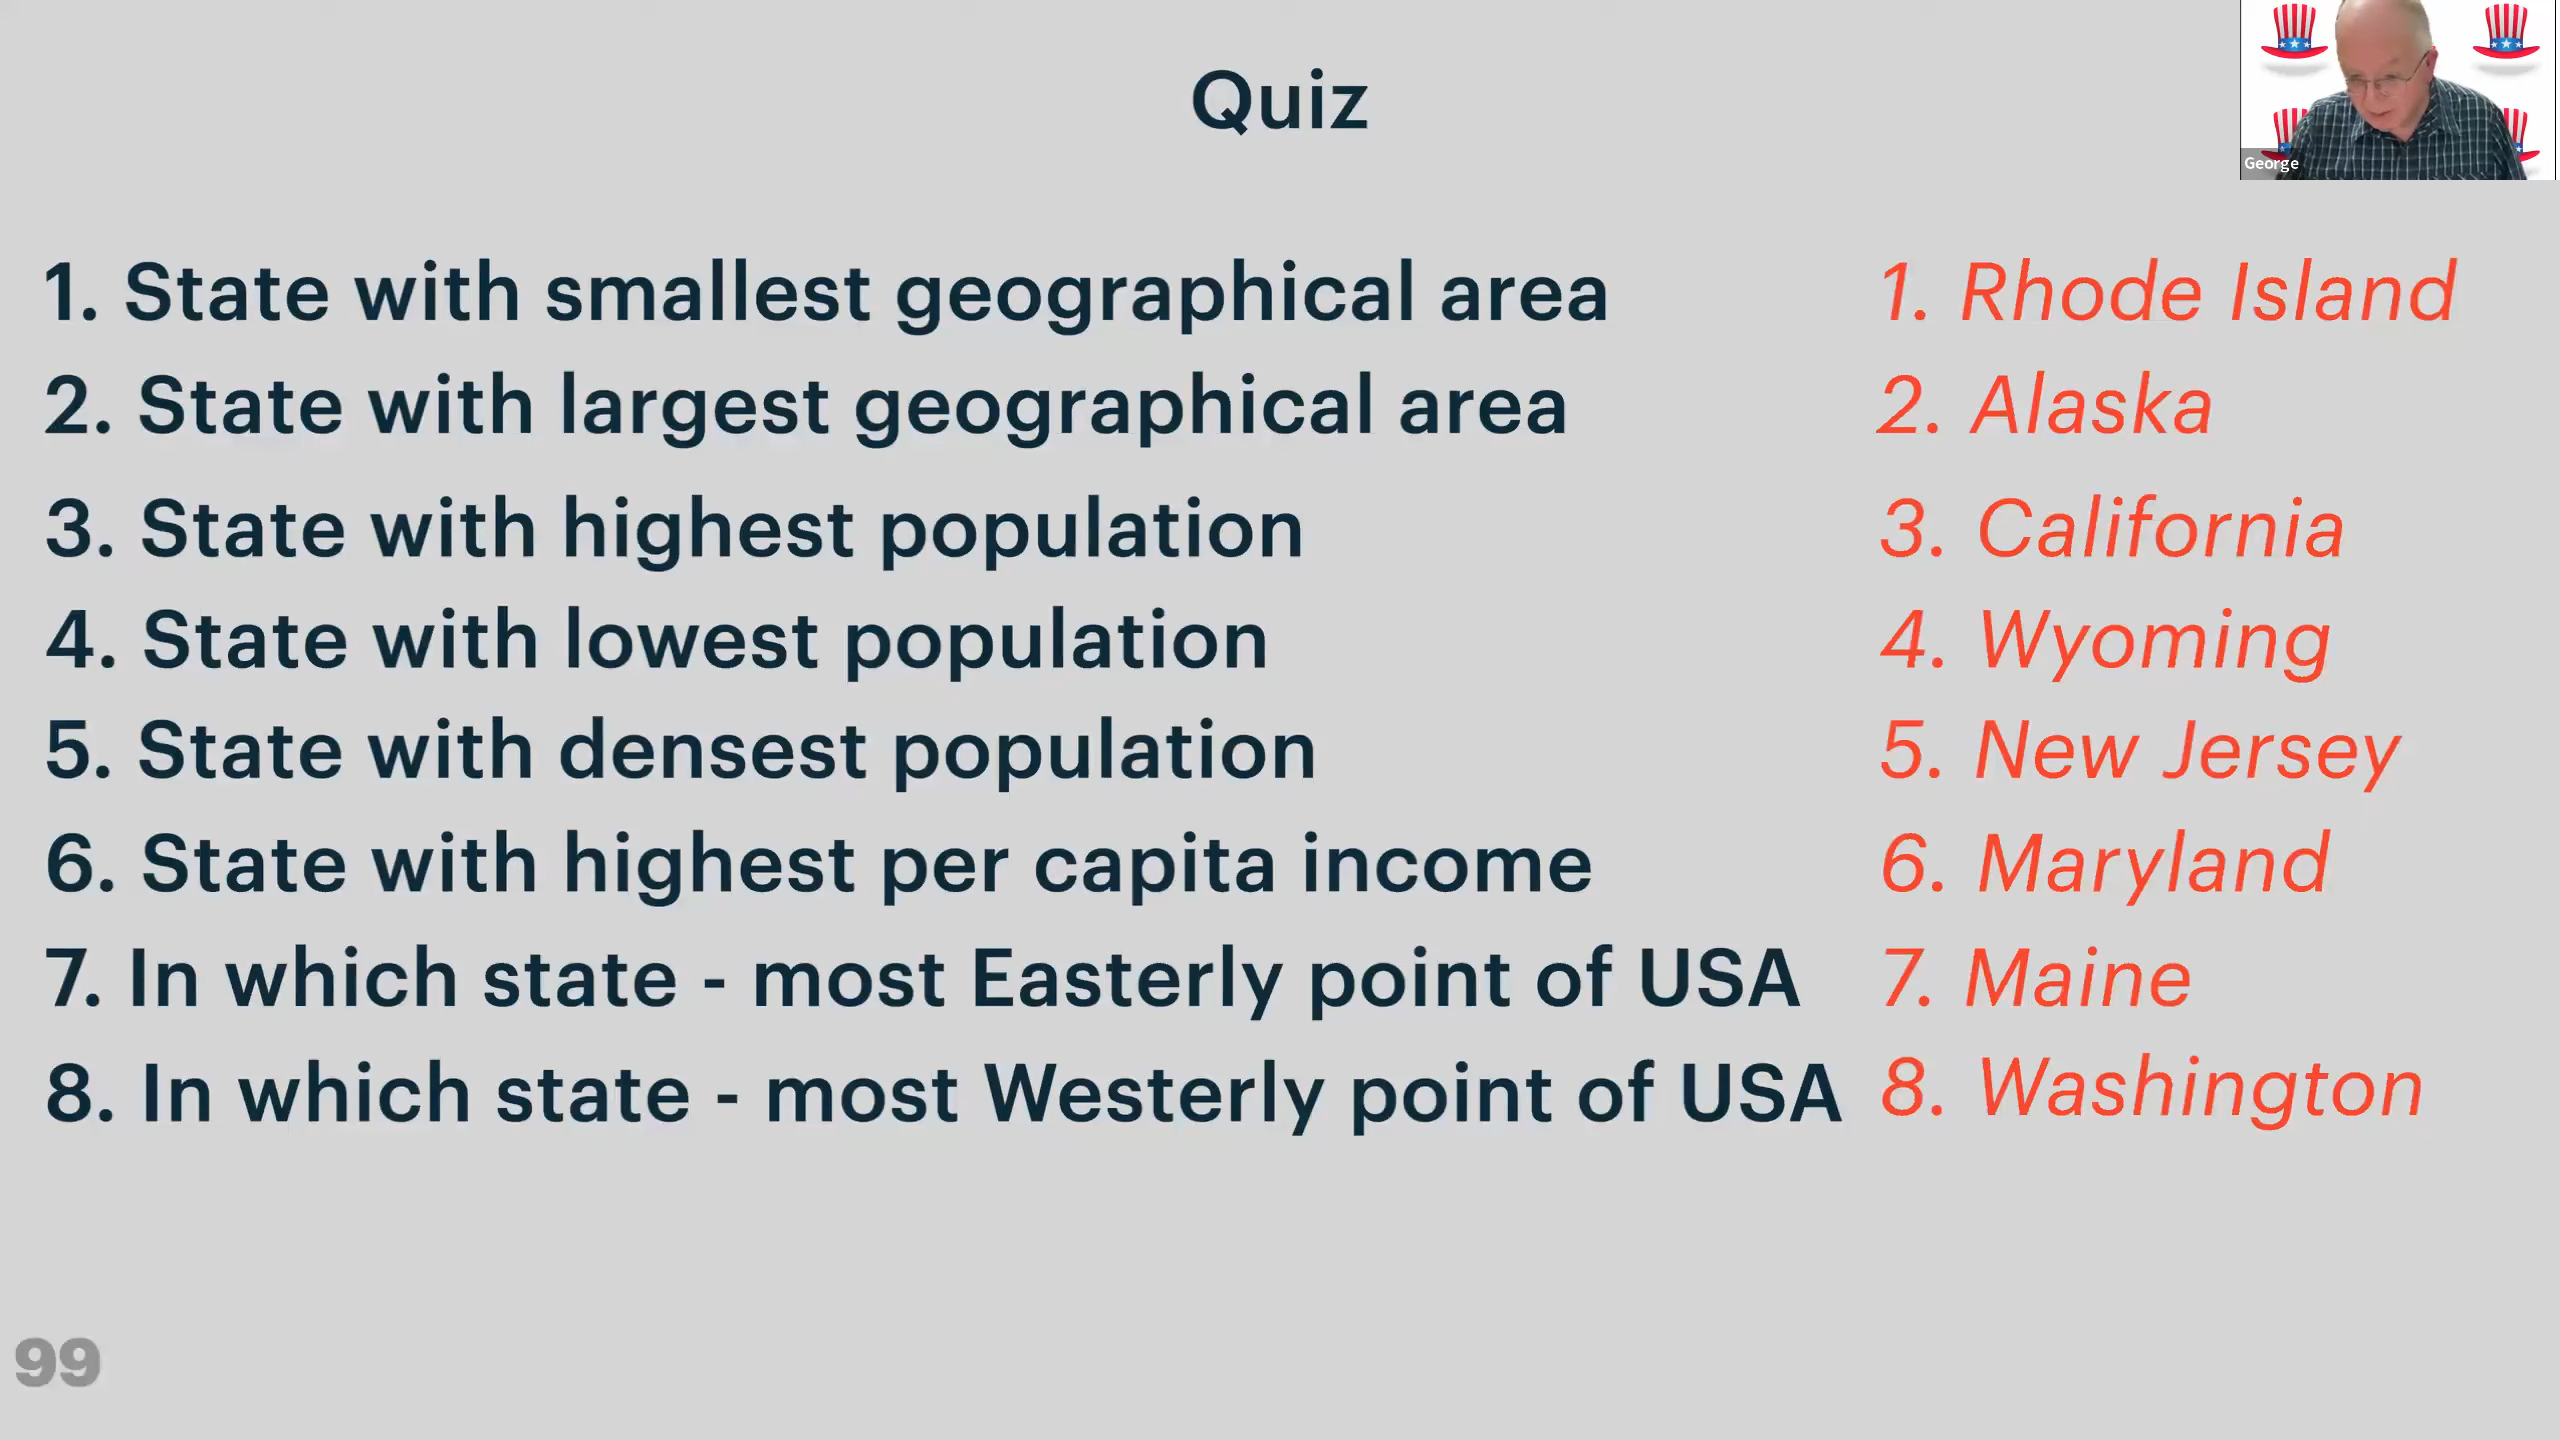 Quiz
George
1. State with smallest geographical area
2. State with largest geographical area
3. State with highest population
4. State with lowest population
5. State with densest population
6. State with highest per capita income
7. In which state - most Easterly point of USA
8. In which state - most Westerly point of USA
1. Rhode Island
2. Alaska
3. California
4. Wyoming
5. New Jersey
6. Maryland
7. Maine
8. Washington
99